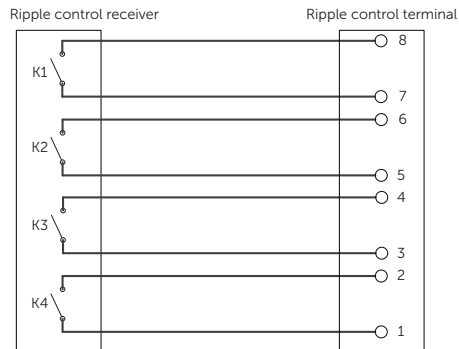 Ripple control receiver
Ripple control terminal
K1
8
7
K2
6
5
K3
4
3
K4
2
1